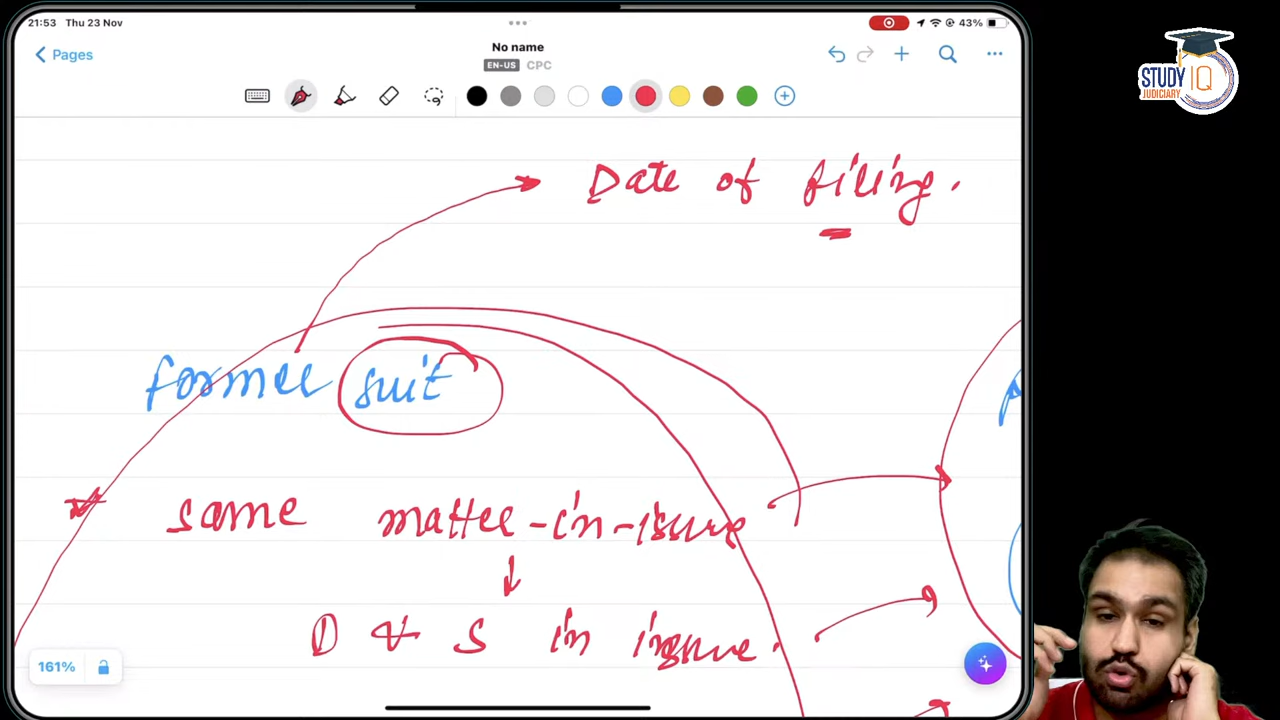 21:53 Thu 23 Nov
43%
Pages
No name
EN-US CPC
STUDY IQ
JUDICIARY
Date of filing.
former suit
same matter-in-issue
D & S in issue.
161%